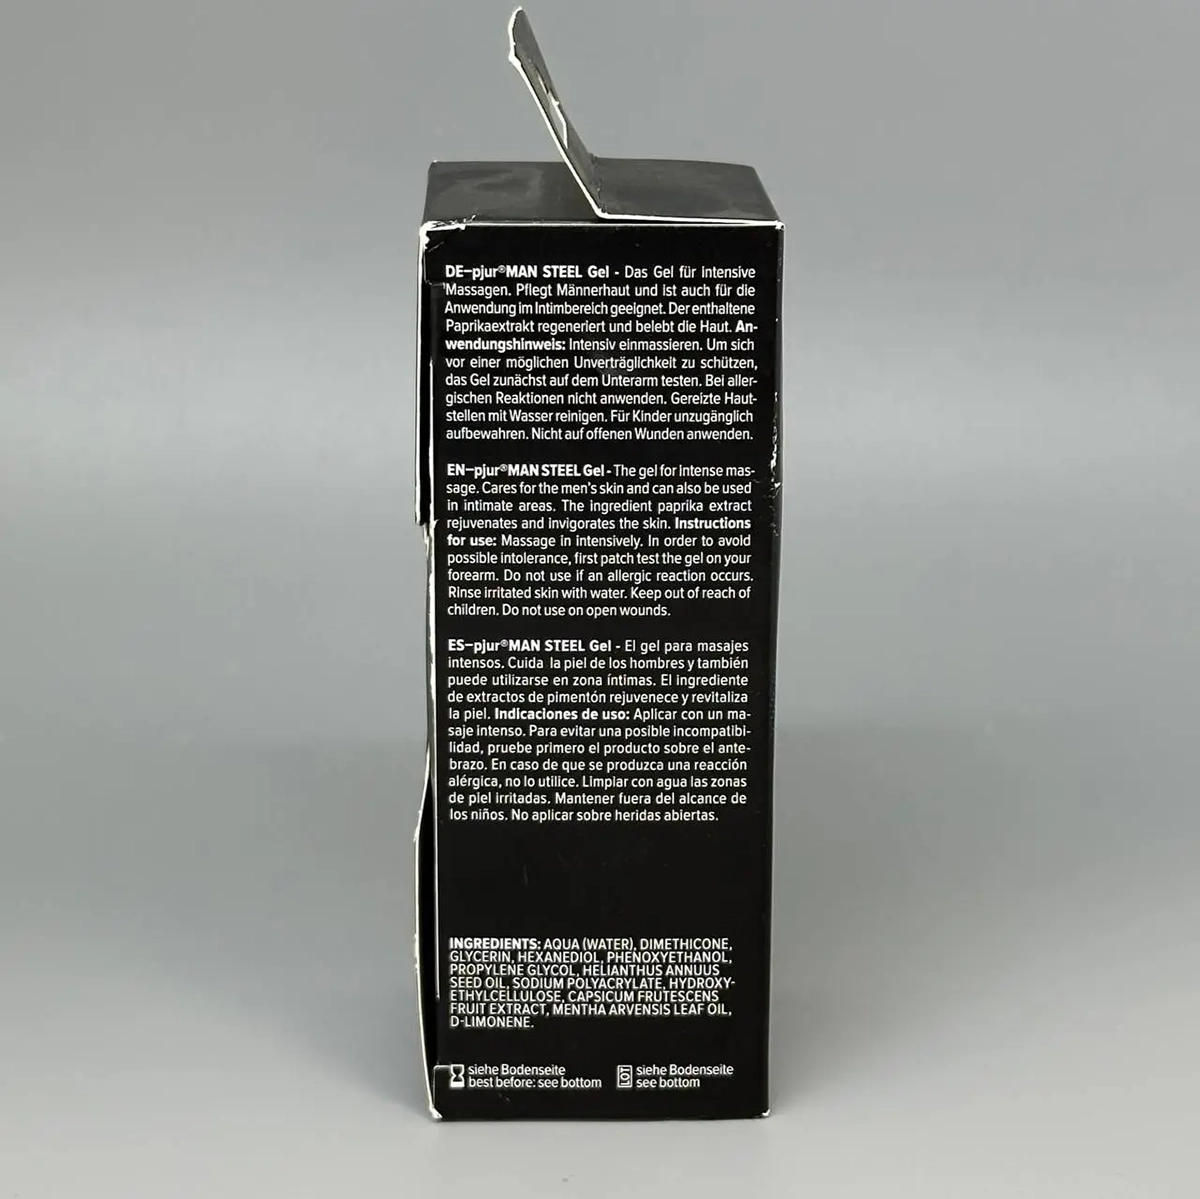 DE–pjur®MAN STEEL Gel - Das Gel für intensive
Massagen. Pflegt Männerhaut und ist auch für die
Anwendung im Intimbereich geeignet. Der enthaltene
Paprikaextrakt regeneriert und belebt die Haut. An-
wendungshinweis: Intensiv einmassieren. Um sich
vor einer möglichen Unverträglichkeit zu schützen,
das Gel zunächst auf dem Unterarm testen. Bei aller-
gischen Reaktionen nicht anwenden. Gereizte Haut-
stellen mit Wasser reinigen. Für Kinder unzugänglich
aufbewahren. Nicht auf offenen Wunden anwenden.
EN–pjur®MAN STEEL Gel - The gel for intense mas-
sage. Cares for the men's skin and can also be used
in intimate areas. The ingredient paprika extract
rejuvenates and invigorates the skin. Instructions
for use: Massage in intensively. In order to avoid
possible intolerance, first patch test the gel on your
forearm. Do not use if an allergic reaction occurs.
Rinse irritated skin with water. Keep out of reach of
children. Do not use on open wounds.
ES–pjur®MAN STEEL Gel - El gel para masajes
intensos. Cuida la piel de los hombres y también
puede utilizarse en zona íntimas. El ingrediente
de extractos de pimentón rejuvenece y revitaliza
la piel. Indicaciones de uso: Aplicar con un ma-
saje intenso. Para evitar una posible incompatibi-
lidad, pruebe primero el producto sobre el ante-
brazo. En caso de que se produzca una reacción
alérgica, no lo utilice. Limpiar con agua las zonas
de piel irritadas. Mantener fuera del alcance de
los niños. No aplicar sobre heridas abiertas.
INGREDIENTS: AQUA (WATER), DIMETHICONE,
GLYCERIN, HEXANEDIOL, PHENOXYETHANOL,
PROPYLENE GLYCOL, HELIANTHUS ANNUUS
SEED OIL, SODIUM POLYACRYLATE, HYDROXY-
ETHYLCELLULOSE, CAPSICUM FRUTESCENS
FRUIT EXTRACT, MENTHA ARVENSIS LEAF OIL,
D-LIMONENE.
siehe Bodenseite
best before: see bottom
LOT
siehe Bodenseite
see bottom